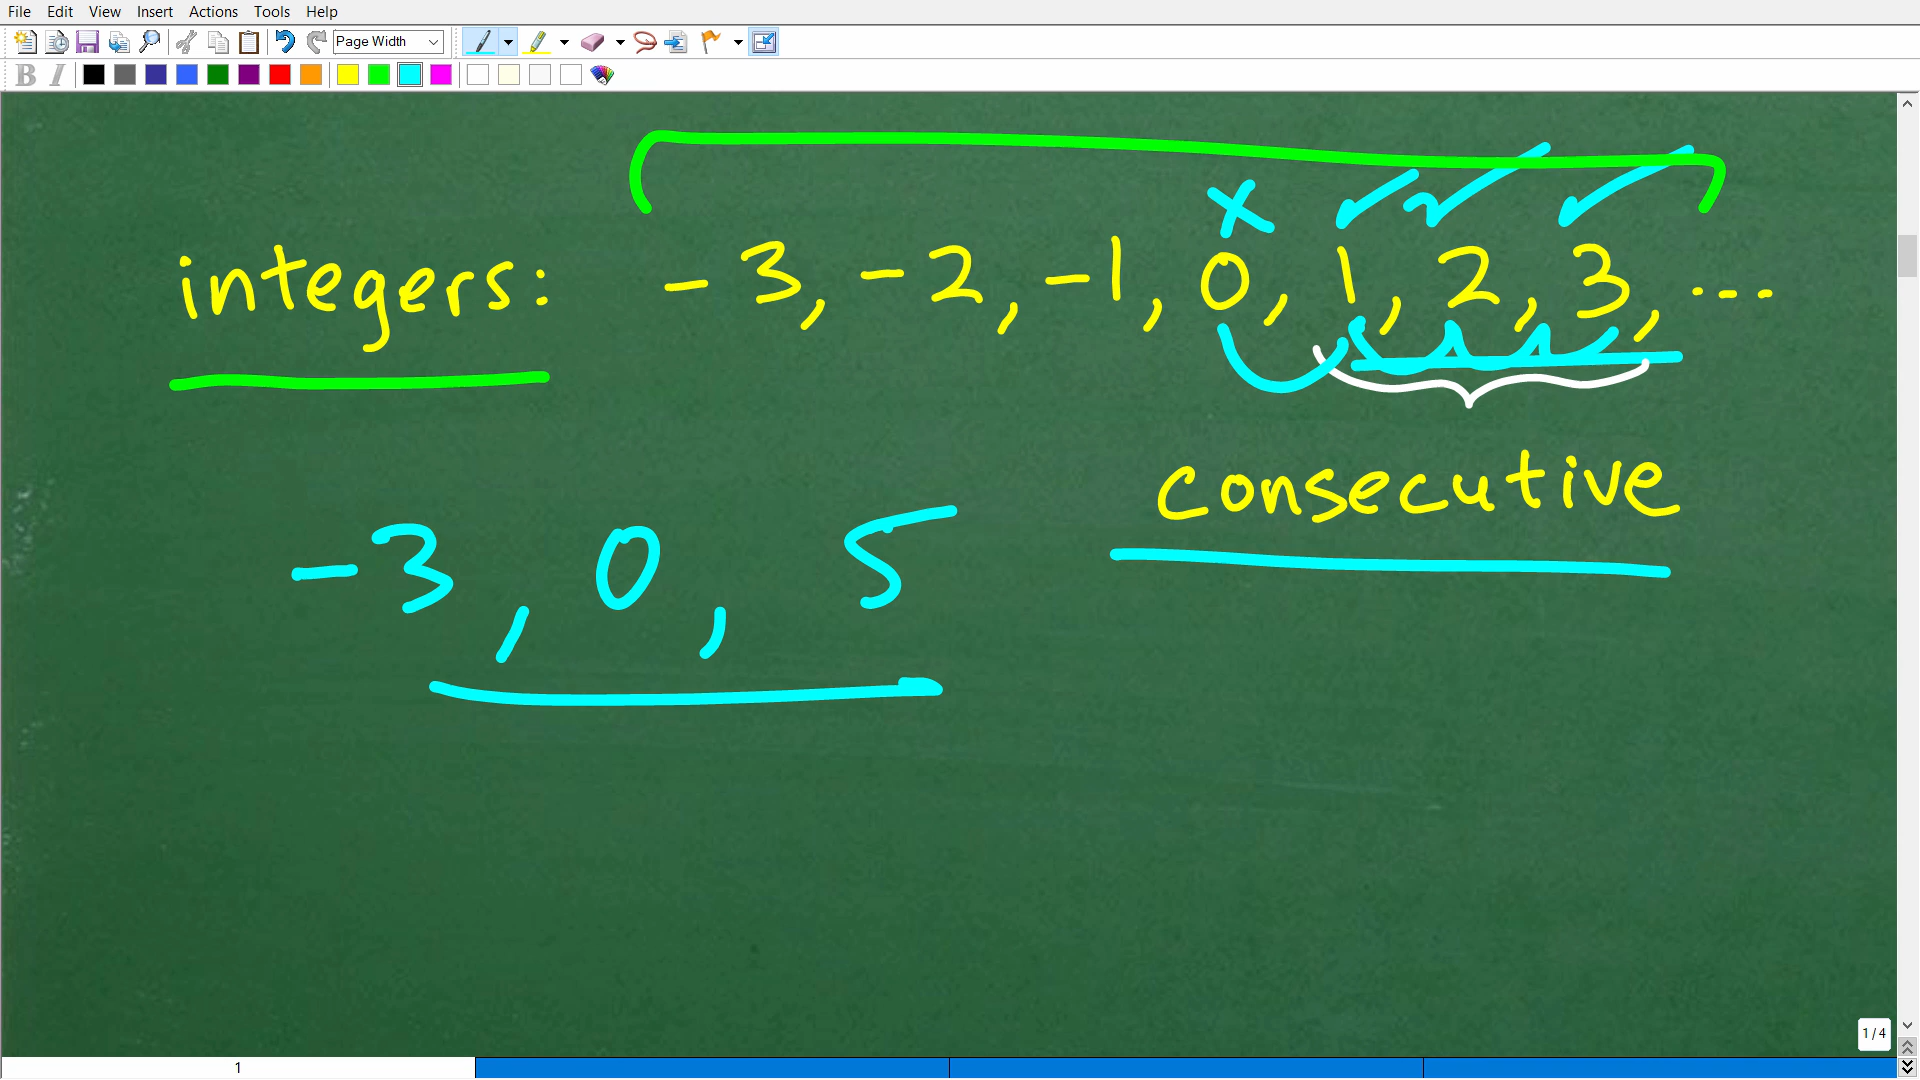 File Edit View Insert Actions Tools Help
Page Width
B I
integers: -3, -2, -1, 0, 1, 2, 3, ...
consecutive
-3, 0, 5
1 / 4
1